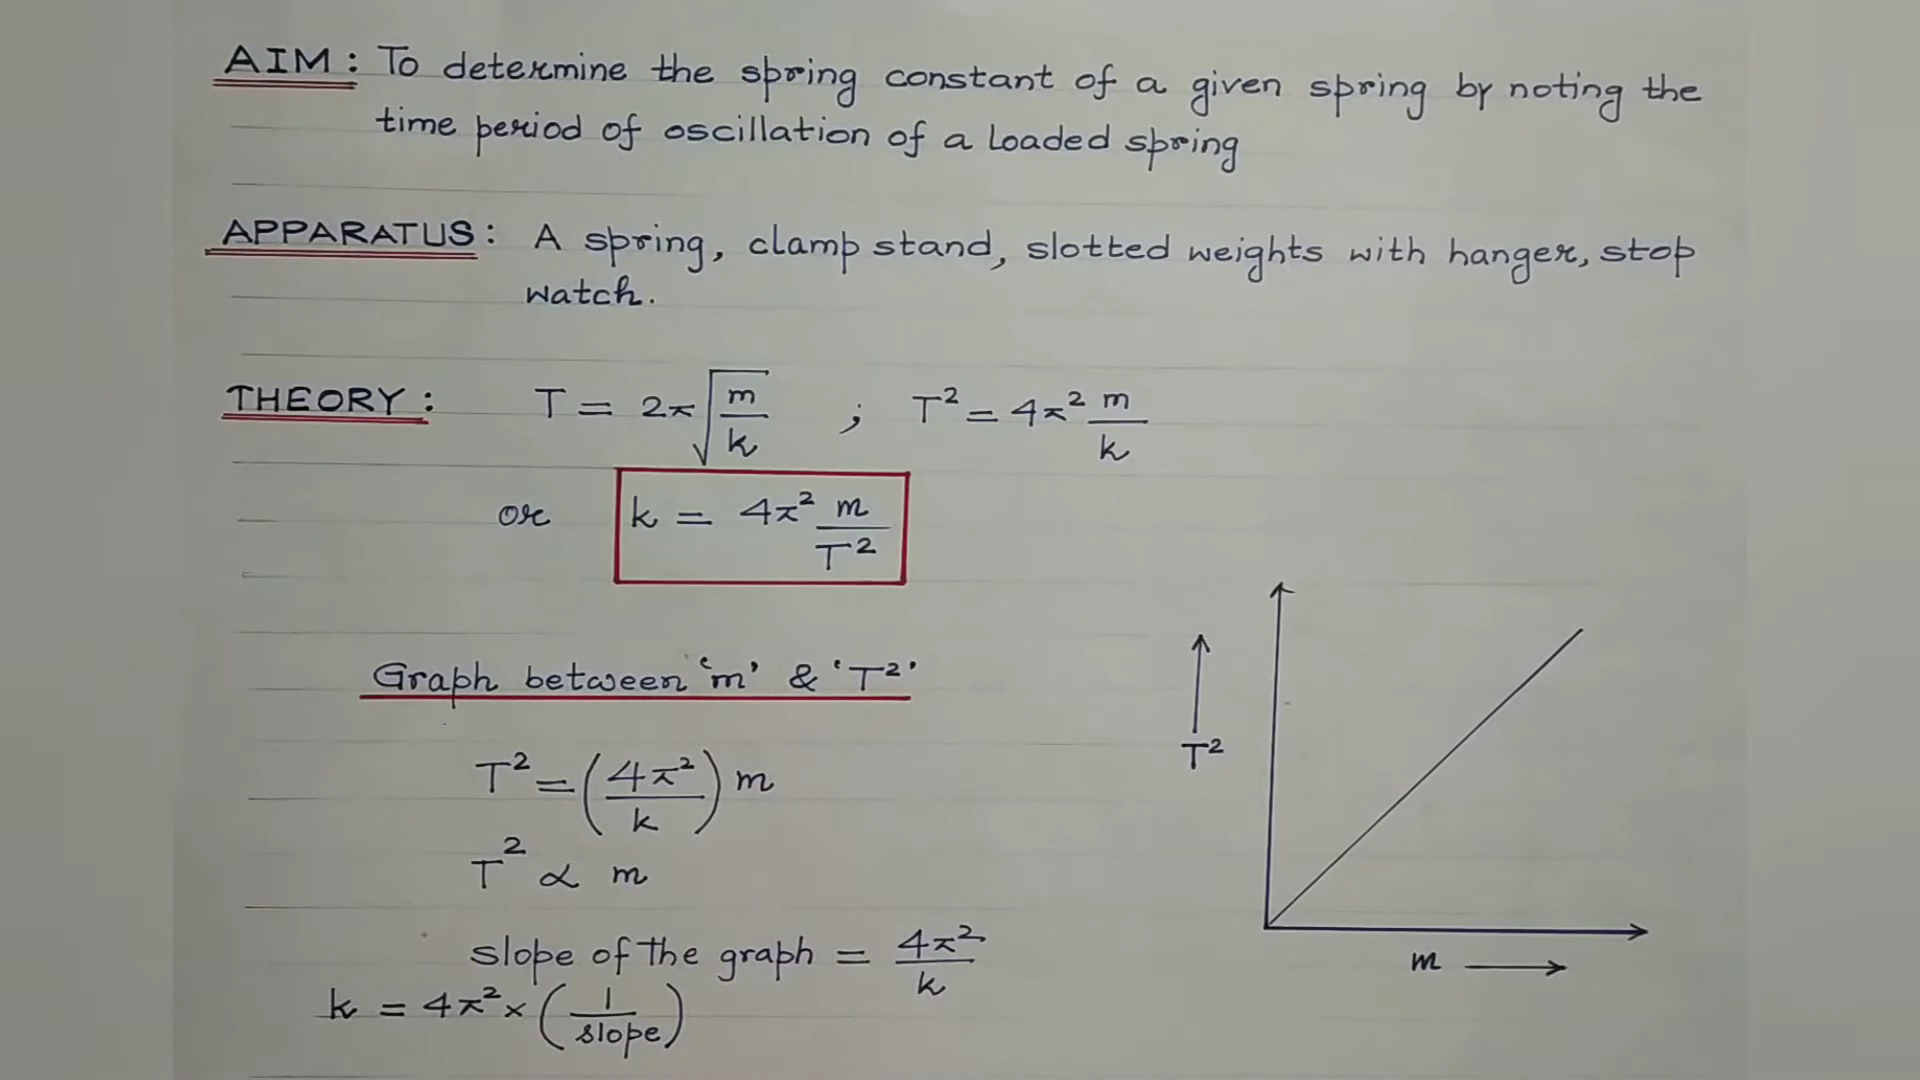 AIM : To determine the spring constant of a given spring by noting the
time period of oscillation of a loaded spring
APPARATUS : A spring, clamp stand, slotted weights with hanger, stop
watch.
THEORY : T = 2π√(m/k) ; T² = 4π² m/k
or k = 4π² m/T²
Graph between 'm' & 'T²'
T² = (4π²/k) m
T² ∝ m
slope of the graph = 4π²/k
k = 4π² × (1/slope)
T²
m